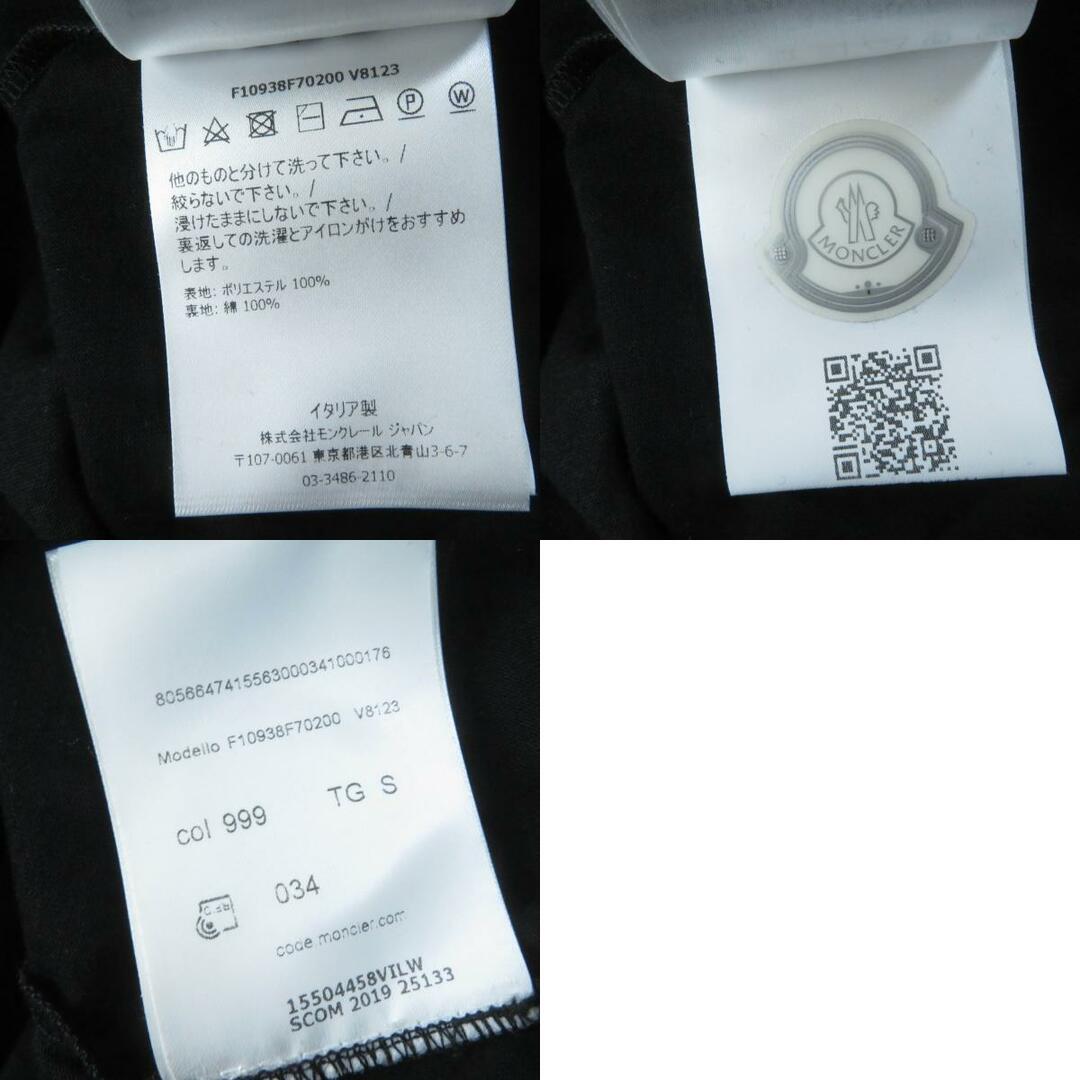 F10938F70200 V8123
P
W
他のものと分けて洗って下さい。/
絞らないで下さい。/
浸けたままにしないで下さい。/
裏返しての洗濯とアイロンがけをおすすめ
します。
表地: ポリエステル 100%
裏地: 綿 100%
イタリア製
株式会社モンクレール ジャパン
〒107-0061 東京都港区北青山3-6-7
03-3486-2110
MONCLER
8056647415563000341000176
Modello F10938F70200 V8123
col 999 TG S
034
code.moncler.com
15504458VILW
SCOM 2019 25133